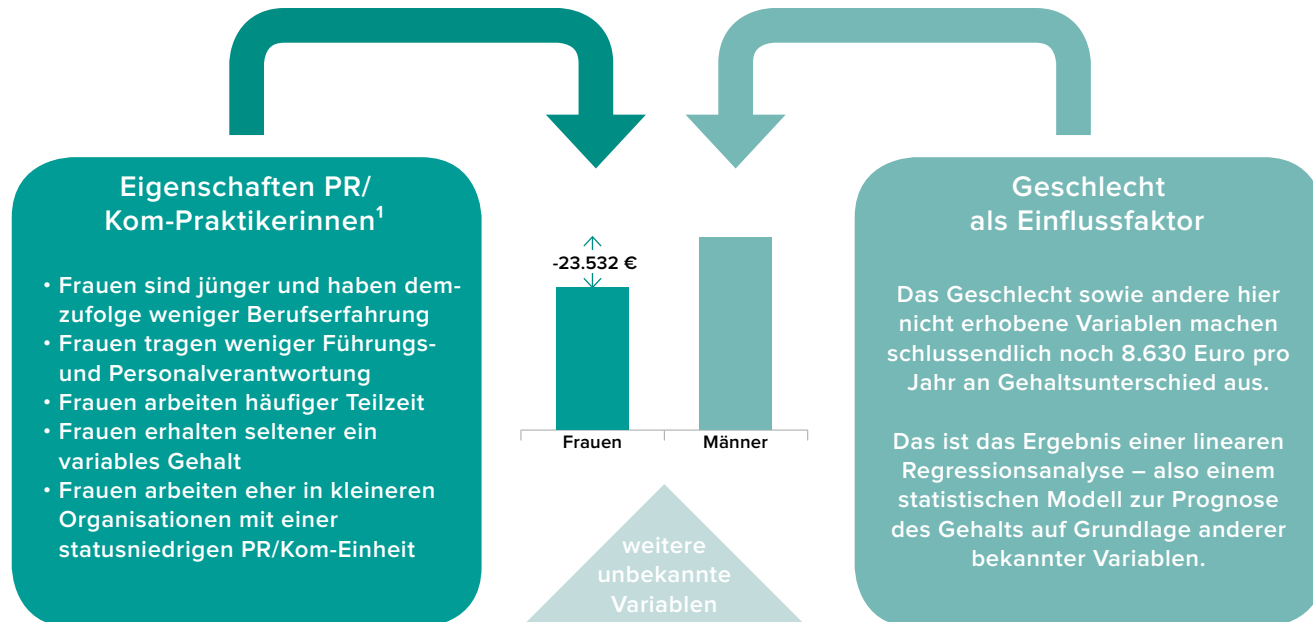 Eigenschaften PR/
Kom-Praktikerinnen¹
• Frauen sind jünger und haben dem-
zufolge weniger Berufserfahrung
• Frauen tragen weniger Führungs-
und Personalverantwortung
• Frauen arbeiten häufiger Teilzeit
• Frauen erhalten seltener ein
variables Gehalt
• Frauen arbeiten eher in kleineren
Organisationen mit einer
statusniedrigen PR/Kom-Einheit
-23.532 €
Frauen
Männer
weitere
unbekannte
Variablen
Geschlecht
als Einflussfaktor
Das Geschlecht sowie andere hier
nicht erhobene Variablen machen
schlussendlich noch 8.630 Euro pro
Jahr an Gehaltsunterschied aus.
Das ist das Ergebnis einer linearen
Regressionsanalyse – also einem
statistischen Modell zur Prognose
des Gehalts auf Grundlage anderer
bekannter Variablen.